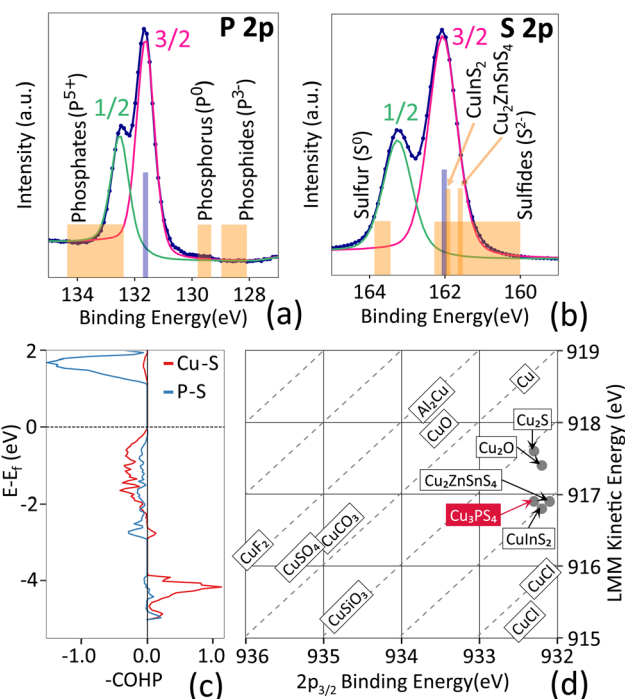 P 2p
3/2
1/2
Intensity (a.u.)
Phosphates (P⁵⁺)
Phosphorus (P⁰)
Phosphides (P³⁻)
134 132 130 128
Binding Energy(eV)
(a)
S 2p
3/2
1/2
Intensity (a.u.)
Sulfur (S⁰)
CuInS₂
Cu₂ZnSnS₄
Sulfides (S²⁻)
164 162 160
Binding Energy(eV)
(b)
2
0
-2
-4
E-E_f (eV)
Cu-S
P-S
-1.0 0.0 1.0
-COHP
(c)
919
918
917
916
915
LMM Kinetic Energy (eV)
Cu
Al₂Cu
CuO
Cu₂S
Cu₂O
Cu₂ZnSnS₄
Cu₃PS₄
CuInS₂
CuCO₃
CuSO₄
CuF₂
CuSiO₃
CuCl
CuCl
936 935 934 933 932
2p₃/₂ Binding Energy(eV)
(d)